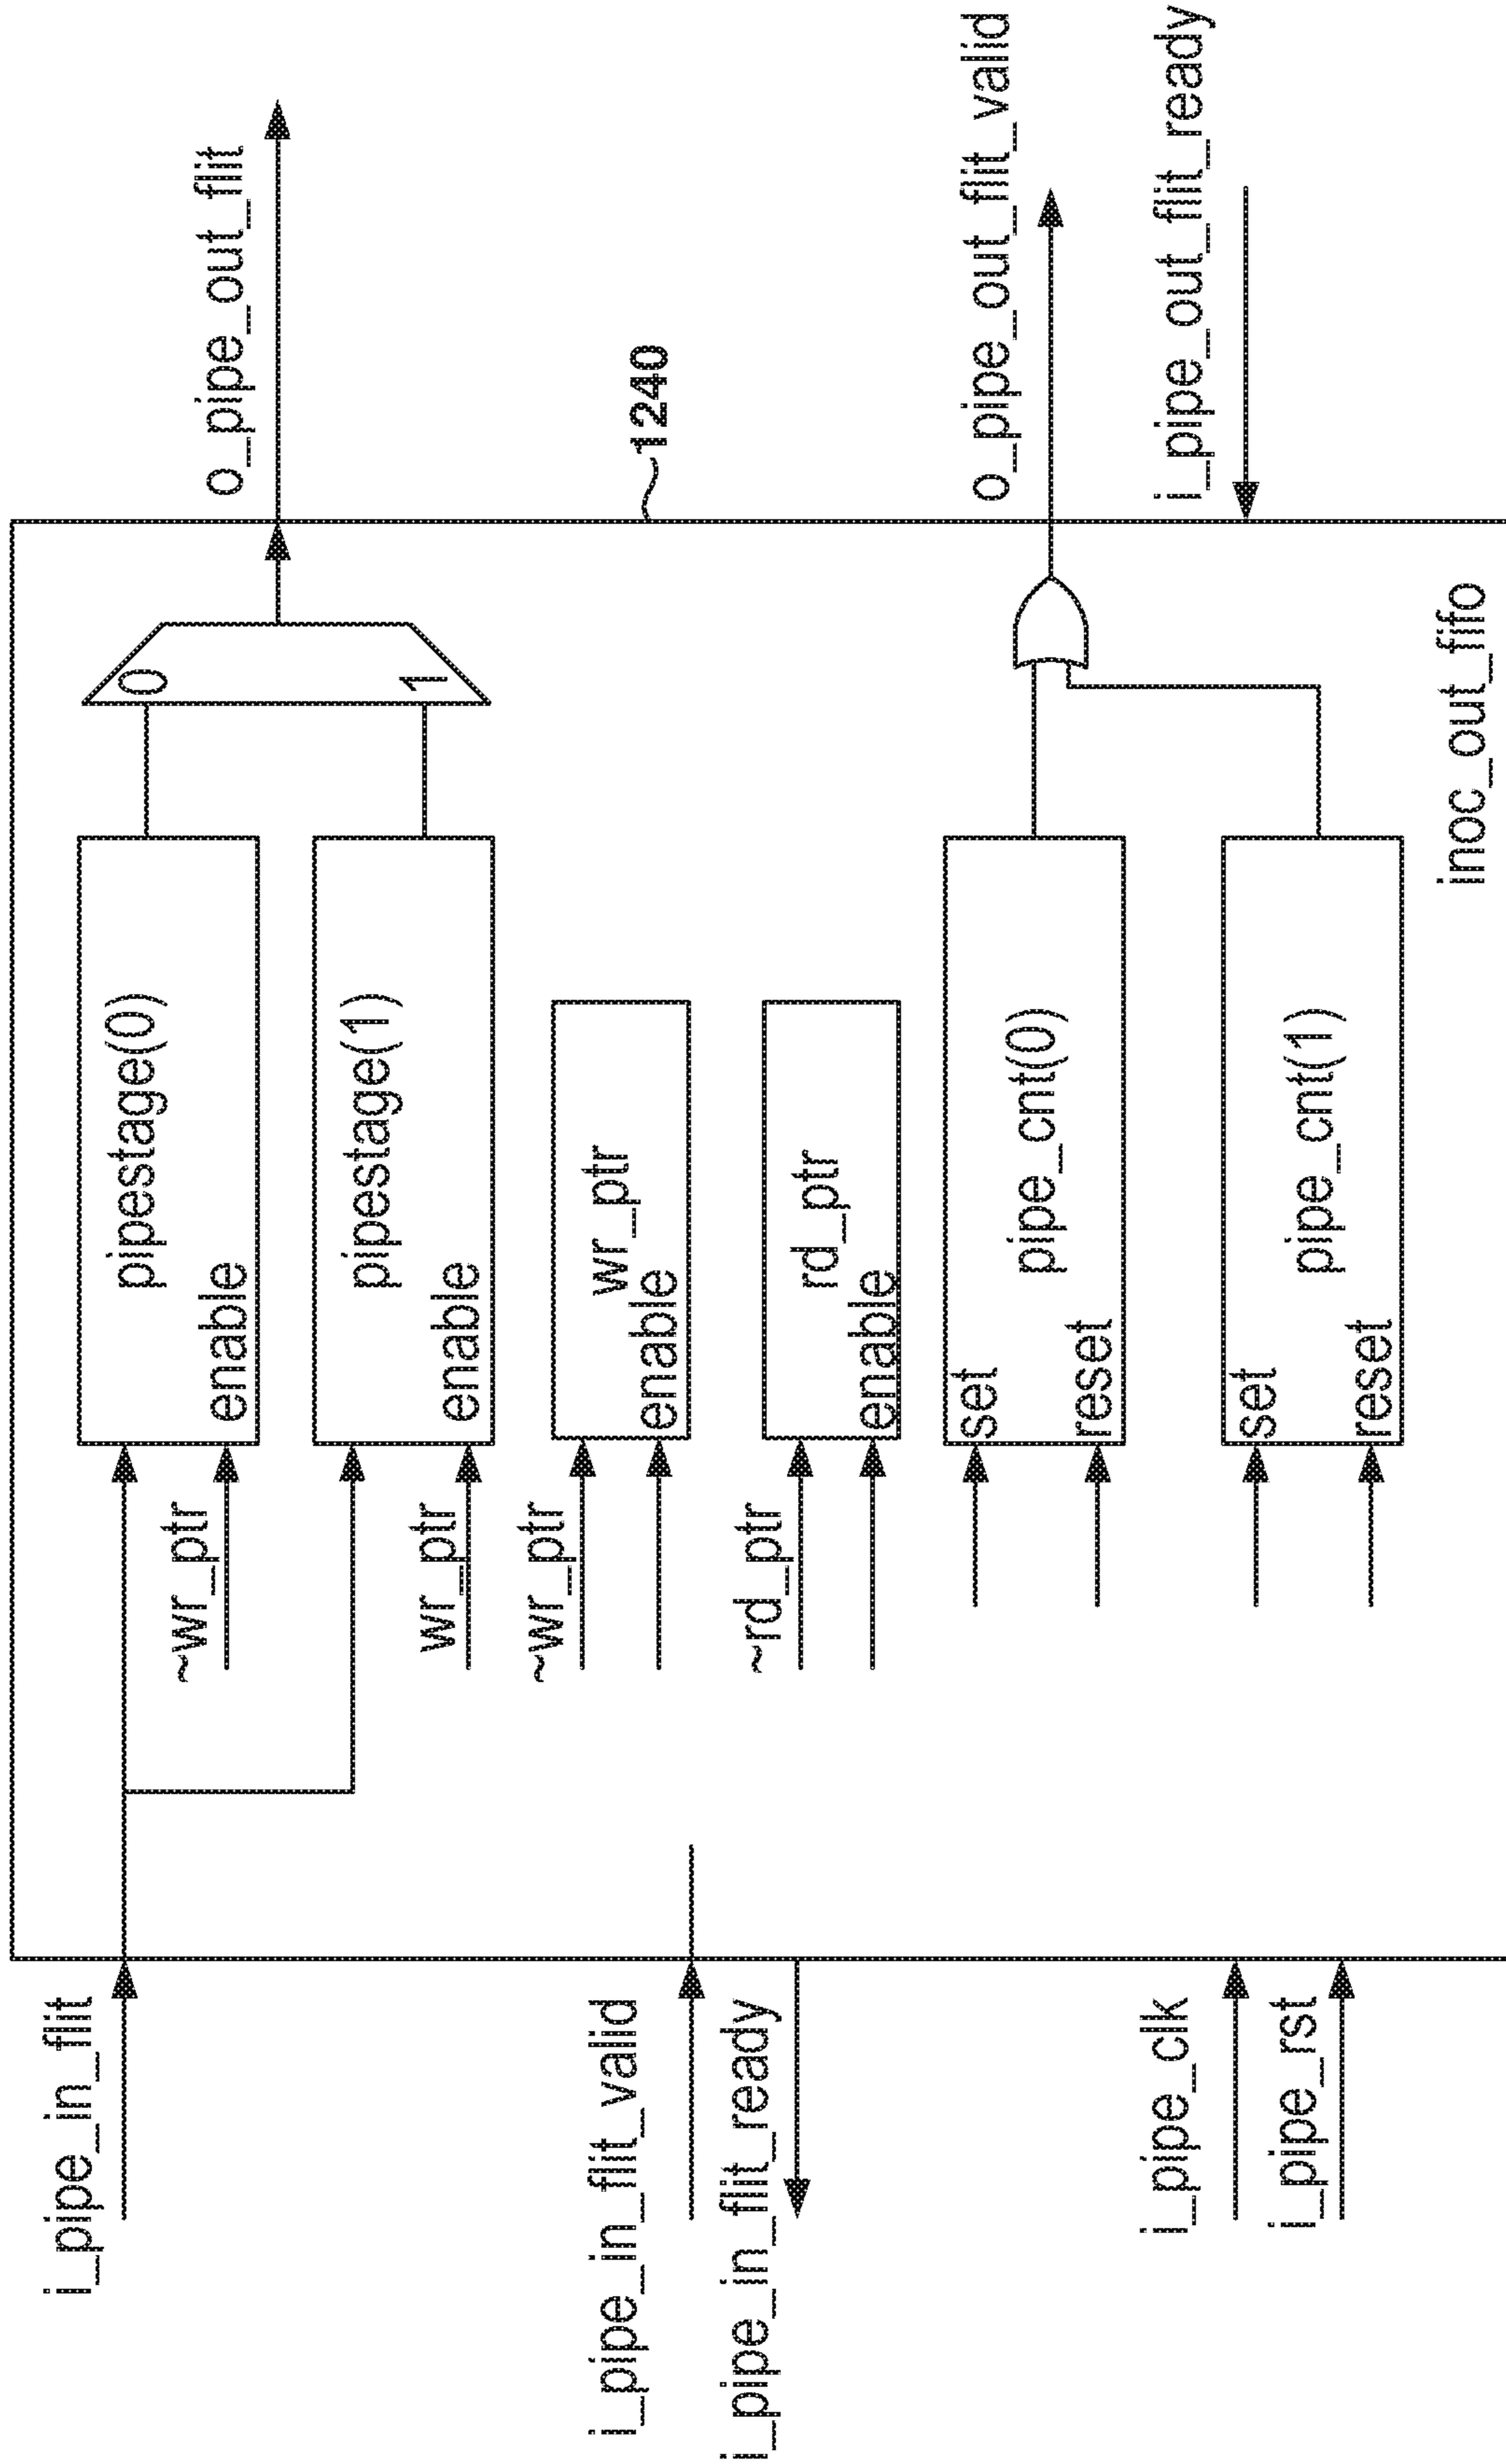 i_pipe_in_flit
i_pipe_in_flit_valid
i_pipe_in_flit_ready
i_pipe_clk
i_pipe_rst
~wr_ptr
wr_ptr
~wr_ptr
~rd_ptr
pipestage(0)
enable
pipestage(1)
enable
wr_ptr
enable
rd_ptr
enable
pipe_cnt(0)
set
reset
pipe_cnt(1)
set
reset
0
1
inoc_out_fifo
1240
o_pipe_out_flit
o_pipe_out_flit_valid
i_pipe_out_flit_ready